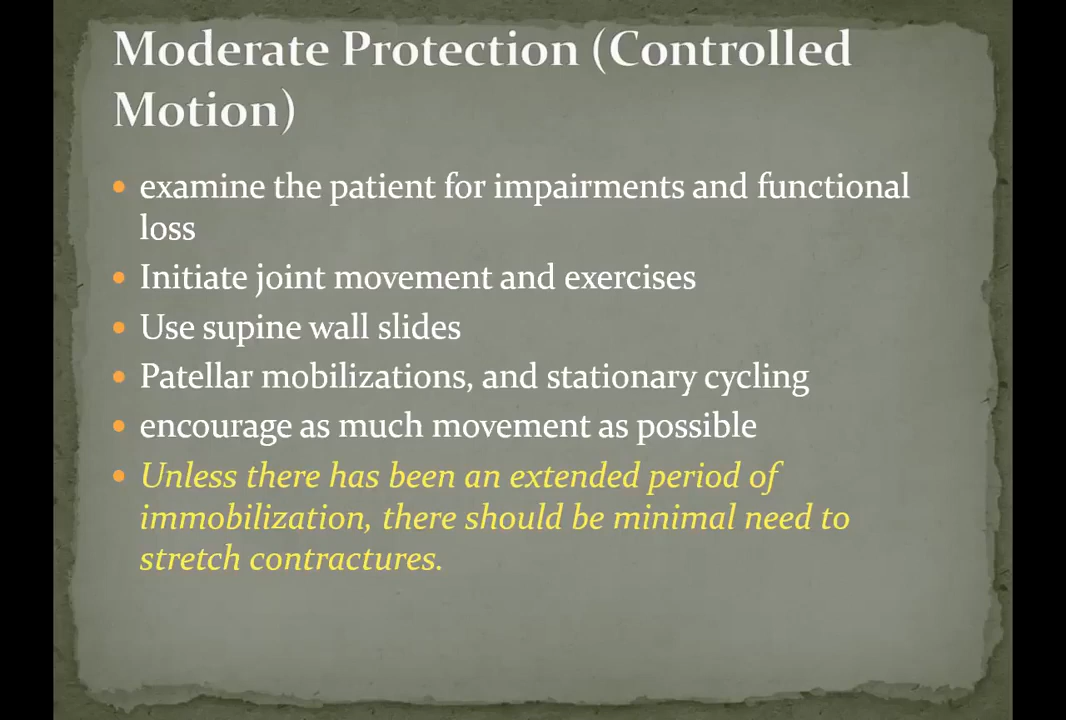 Moderate Protection (Controlled
Motion)
• examine the patient for impairments and functional
loss
• Initiate joint movement and exercises
• Use supine wall slides
• Patellar mobilizations, and stationary cycling
• encourage as much movement as possible
• Unless there has been an extended period of
immobilization, there should be minimal need to
stretch contractures.